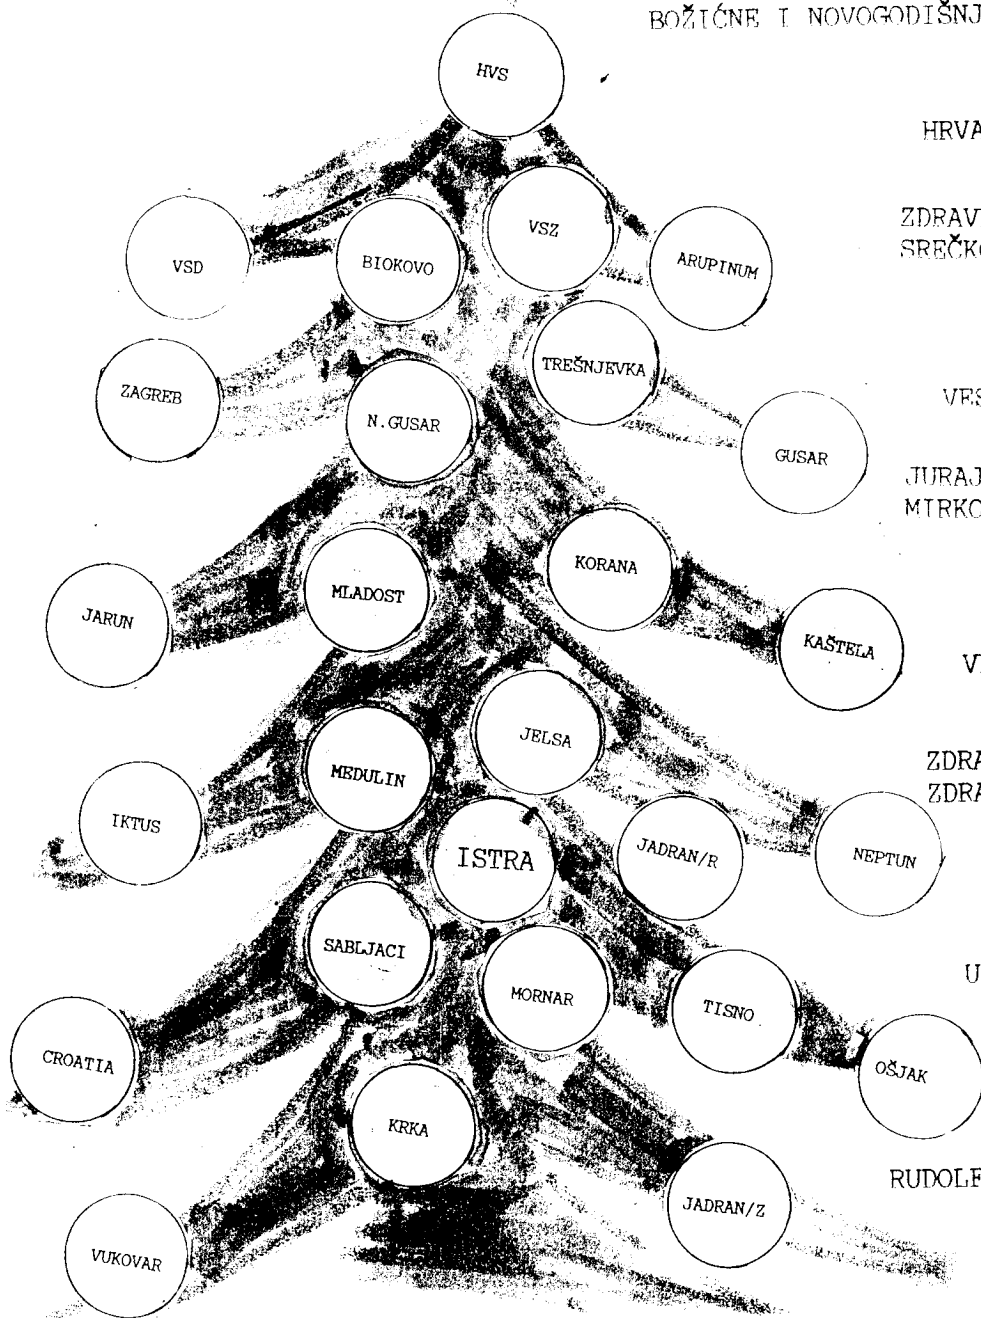 BOŽIĆNE I NOVOGODIŠNJ
HVS
HRVA
VSZ
ZDRAV
SREČKO
VSD
BIOKOVO
ARUPINUM
TREŠNJEVKA
ZAGREB
VES
N.GUSAR
GUSAR
JURAJ
MIRKO
KORANA
MLADOST
JARUN
KAŠTELA
JELSA
MEDULIN
ZDRA
ZDRA
IKTUS
ISTRA
JADRAN/R
NEPTUN
SABLJACI
U
MORNAR
TISNO
CROATIA
OŠJAK
KRKA
RUDOLF
JADRAN/Z
VUKOVAR